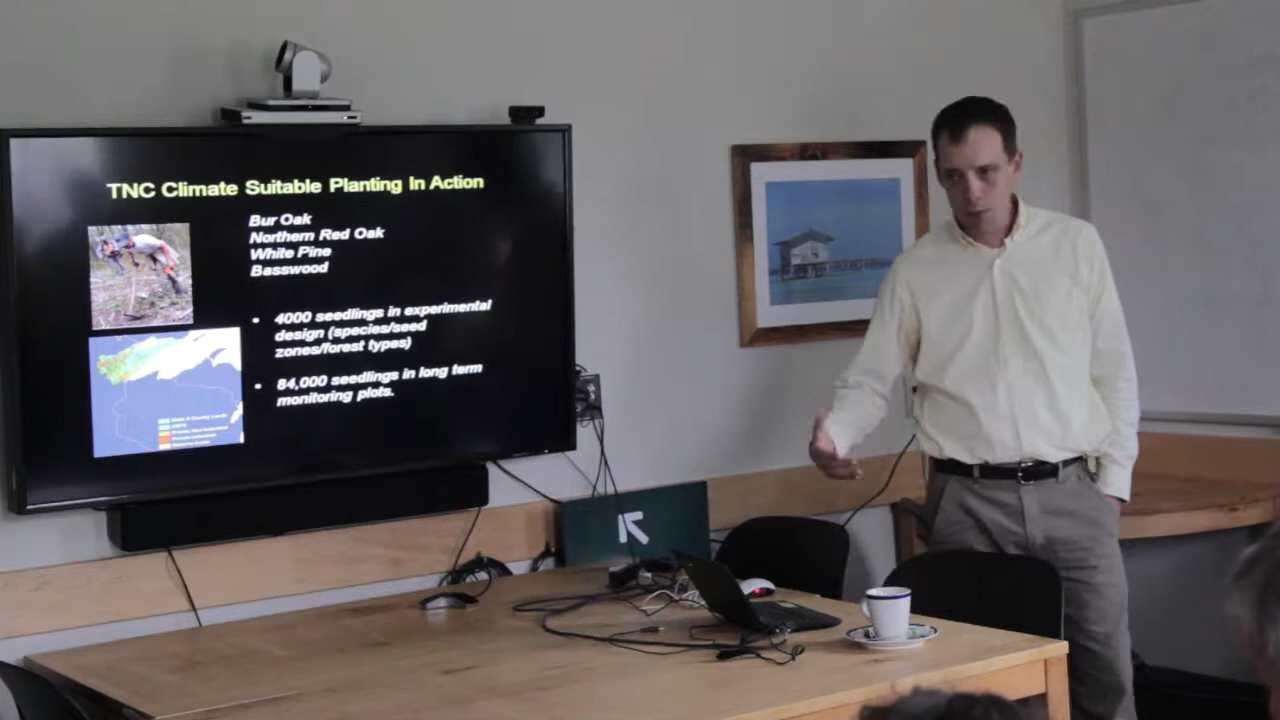 TNC Climate Suitable Planting In Action
Bur Oak
Northern Red Oak
White Pine
Basswood
• 4000 seedlings in experimental
design (species/seed
zones/forest types)
• 84,000 seedlings in long term
monitoring plots.